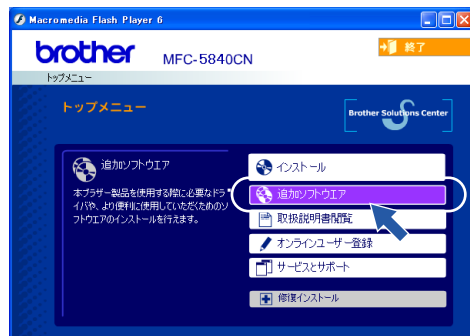 Macromedia Flash Player 6
brother
MFC-5840CN
終了
トップメニュー
トップメニュー
Brother Solutions Center
追加ソフトウエア
本ブラザー製品を使用する際に必要なドラ
イバや、より便利に使用していただくためのソ
フトウエアのインストールを行えます。
インストール
追加ソフトウエア
取扱説明書閲覧
オンラインユーザー登録
サービスとサポート
修復インストール